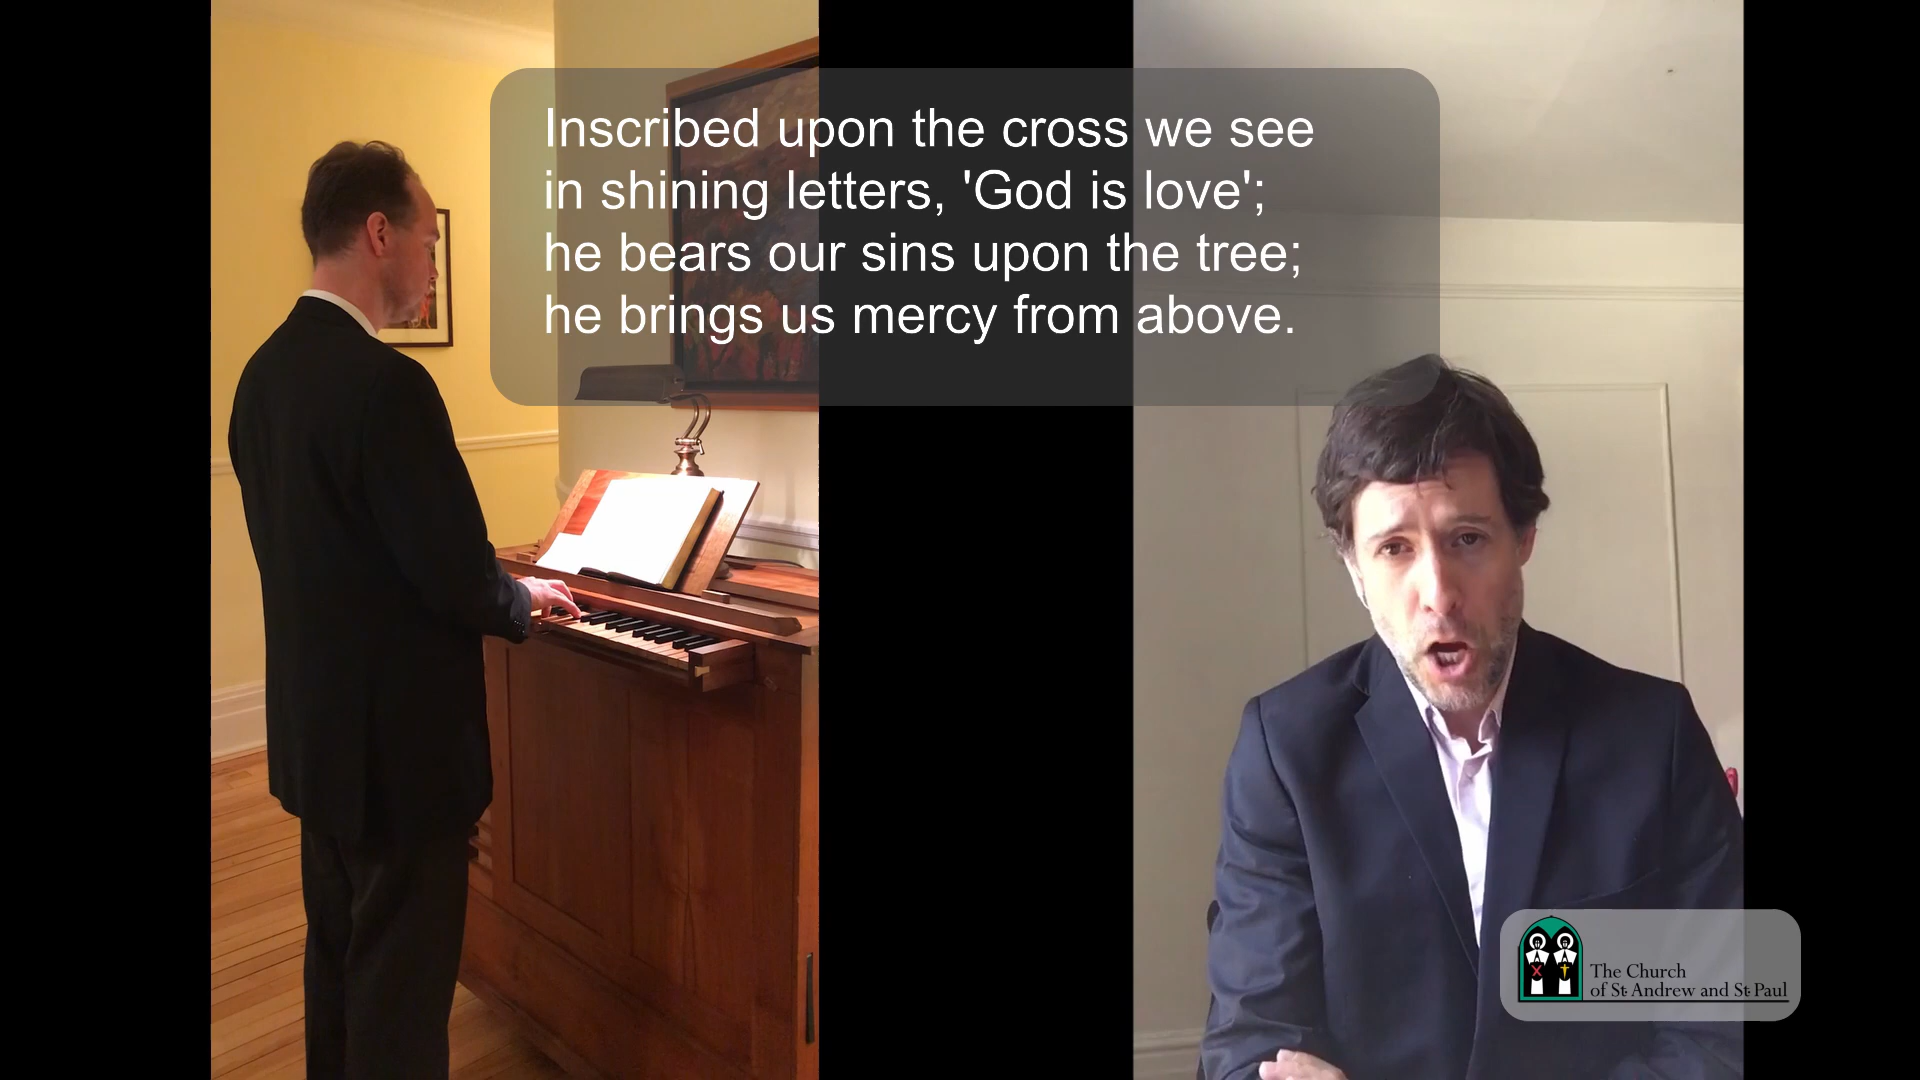 Inscribed upon the cross we see
in shining letters, 'God is love';
he bears our sins upon the tree;
he brings us mercy from above.
The Church
of St Andrew and St Paul